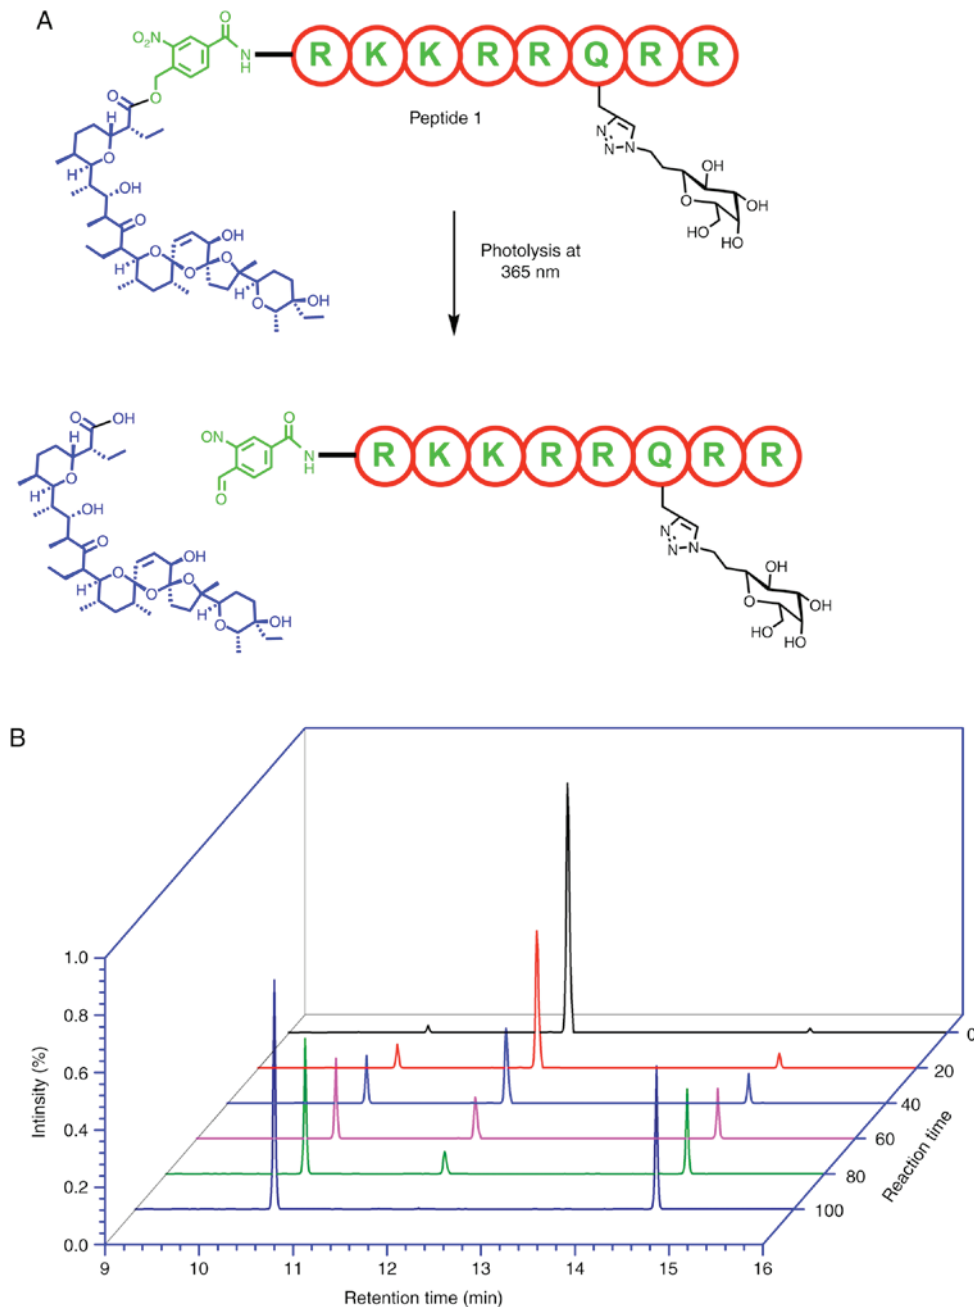 A
O2N
O
N
H
R K K R R Q R R
O
O
Peptide 1
H
O
H
OH
O
N
N
N
OH
O
OH
HO
HO
OH
O
O
O
H
O
H
O
OH
Photolysis at
365 nm
O
OH
H
O
H
OH
O
OH
O
O
O
H
O
OH
ON
O
N
H
O
R K K R R Q R R
N
N
N
OH
O
OH
HO
HO
OH
B
Intinsity (%)
1.0
0.8
0.6
0.4
0.2
0.0
0
20
40
60
80
100
Reaction time
9 10 11 12 13 14 15 16
Retention time (min)